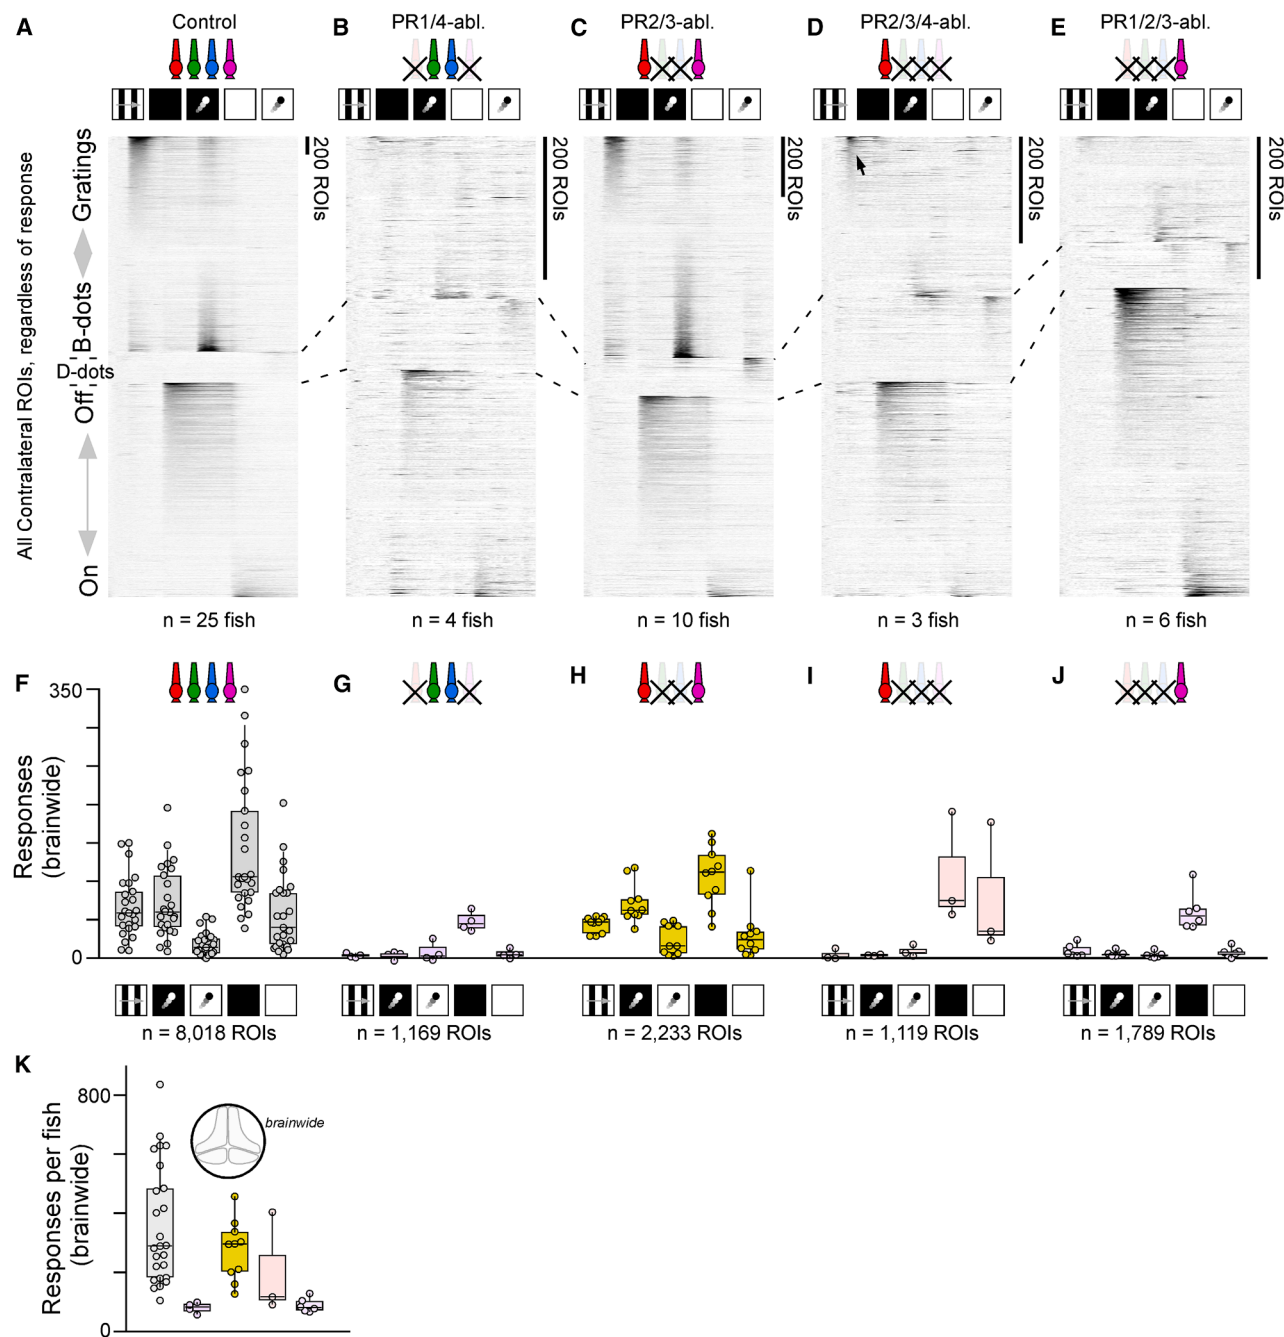 A Control
B PR1/4-abl.
C PR2/3-abl.
D PR2/3/4-abl.
E PR1/2/3-abl.
All Contralateral ROIs, regardless of response
Gratings
B-dots
D-dots
Off
On
200 ROIs
200 ROIs
200 ROIs
200 ROIs
200 ROIs
n = 25 fish
n = 4 fish
n = 10 fish
n = 3 fish
n = 6 fish
F
G
H
I
J
350
0
Responses
(brainwide)
n = 8,018 ROIs
n = 1,169 ROIs
n = 2,233 ROIs
n = 1,119 ROIs
n = 1,789 ROIs
K
800
0
Responses per fish
(brainwide)
brainwide